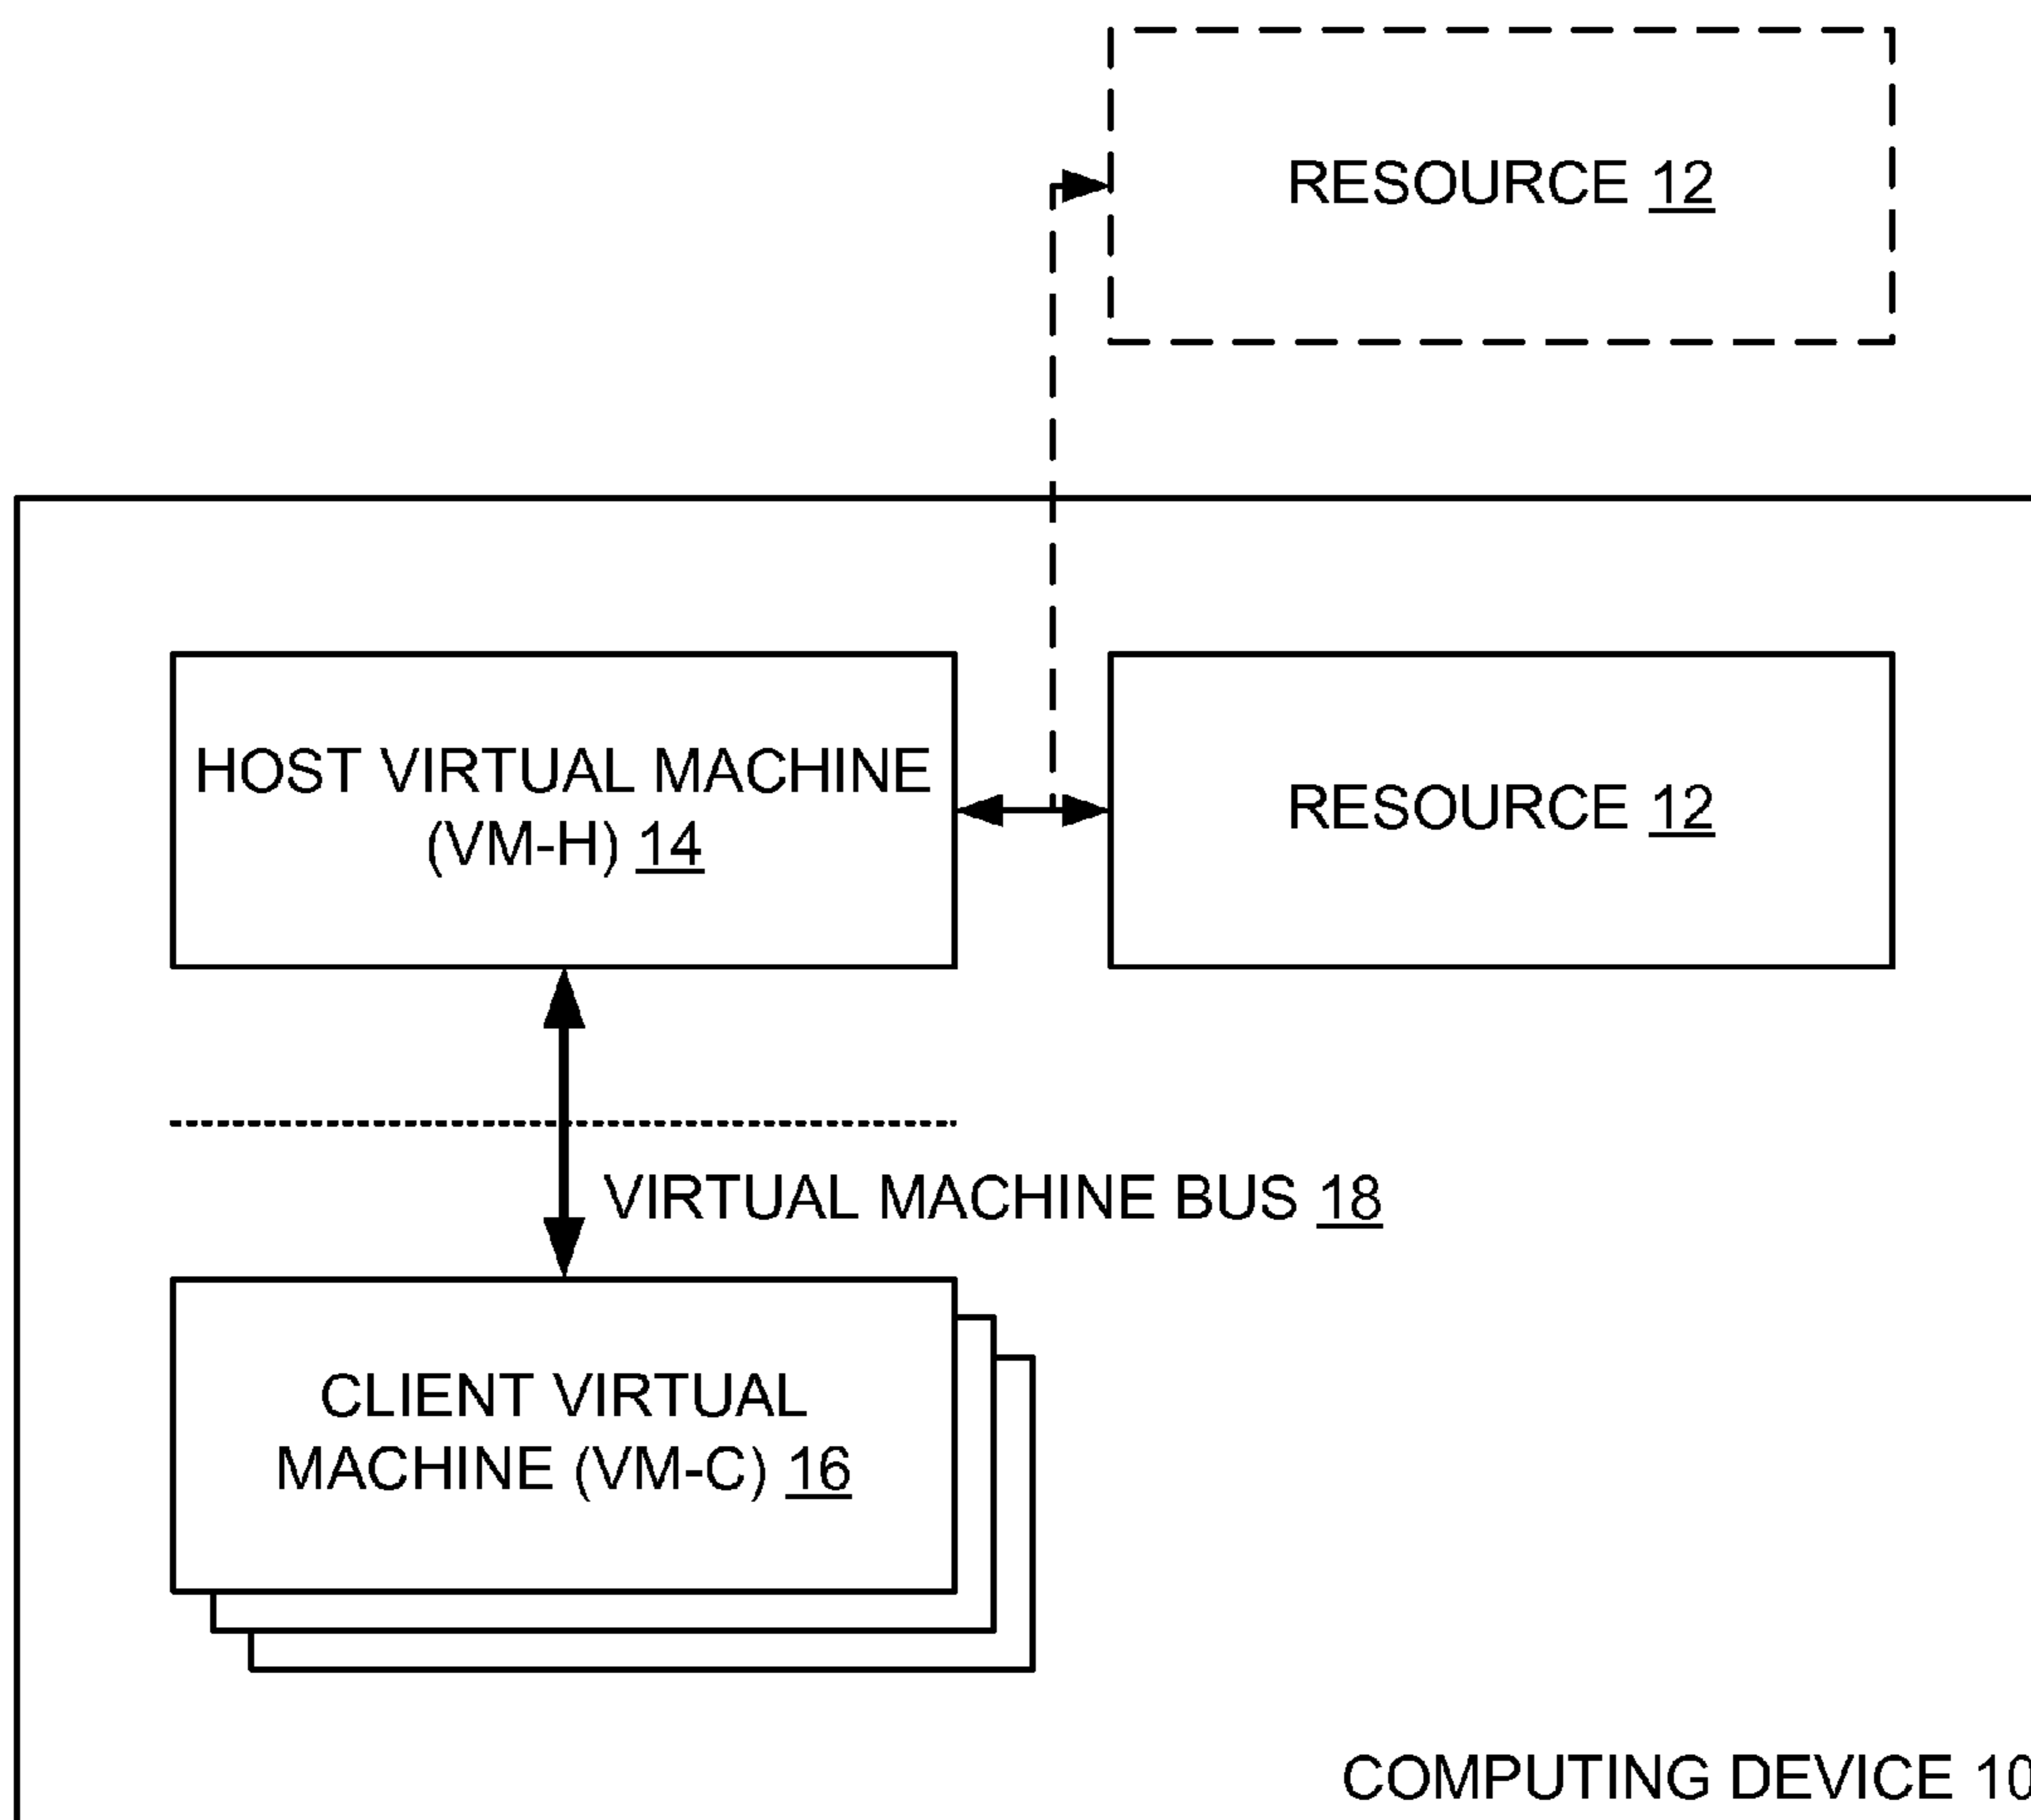 RESOURCE 12
HOST VIRTUAL MACHINE
(VM-H) 14
RESOURCE 12
VIRTUAL MACHINE BUS 18
CLIENT VIRTUAL
MACHINE (VM-C) 16
COMPUTING DEVICE 10